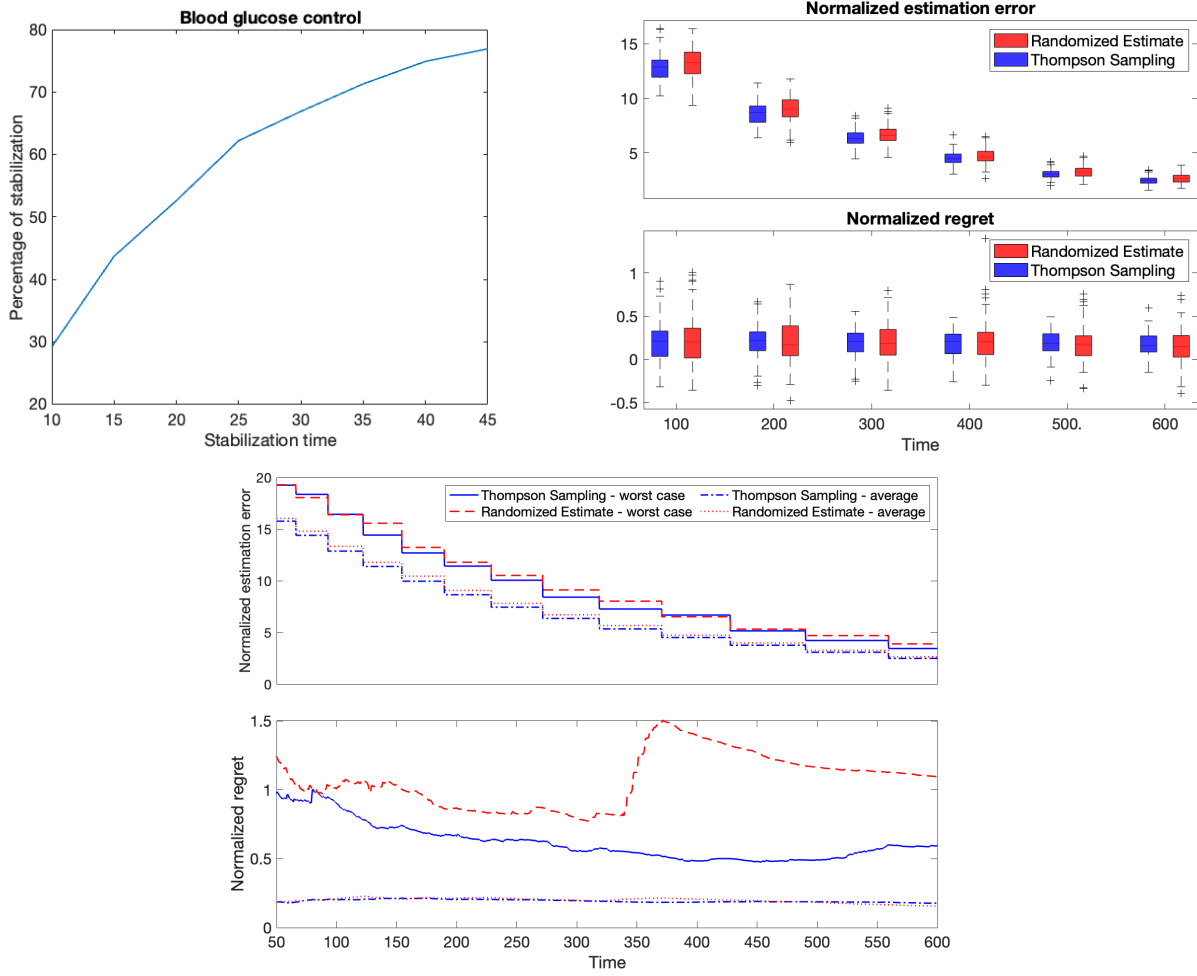 Blood glucose control
80
70
60
50
40
30
20
10 15 20 25 30 35 40 45
Percentage of stabilization
Stabilization time
Normalized estimation error
15
10
5
Randomized Estimate
Thompson Sampling
Normalized regret
1
0.5
0
-0.5
Randomized Estimate
Thompson Sampling
100 200 300 400 500. 600
Time
20
15
10
5
0
Normalized estimation error
Thompson Sampling - worst case Thompson Sampling - average
Randomized Estimate - worst case Randomized Estimate - average
1.5
1
0.5
0
Normalized regret
50 100 150 200 250 300 350 400 450 500 550 600
Time